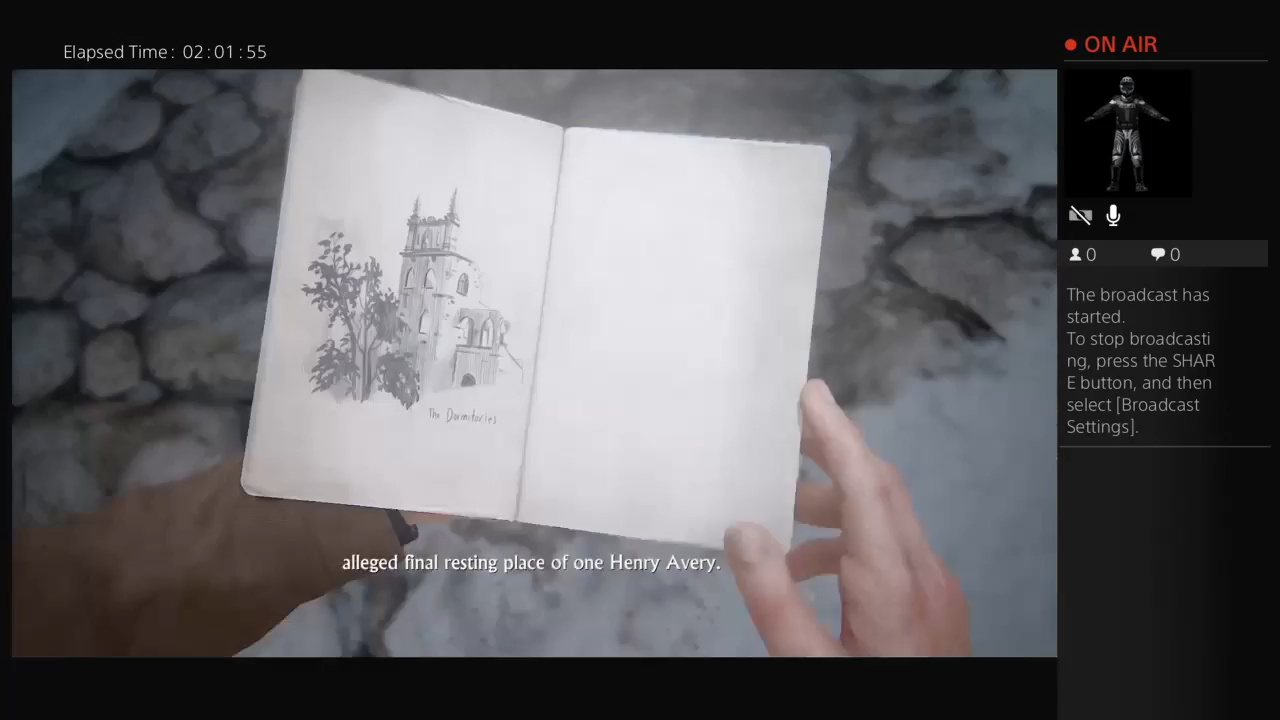 Elapsed Time: 02:01:55
ON AIR
0 0
The broadcast has
started.
To stop broadcasti
ng, press the SHAR
E button, and then
select [Broadcast
Settings].
The Dormitories
alleged final resting place of one Henry Avery.